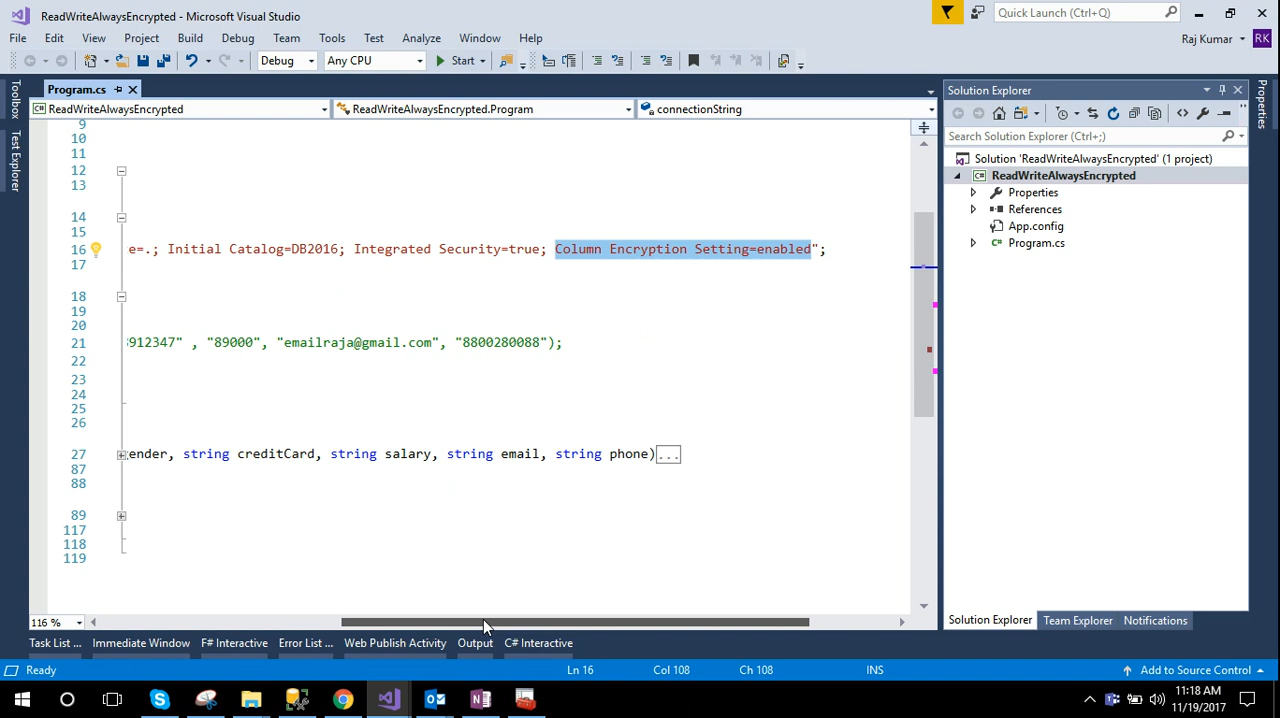 ReadWriteAlwaysEncrypted - Microsoft Visual Studio
Quick Launch (Ctrl+Q)
File Edit View Project Build Debug Team Tools Test Analyze Window Help
Raj Kumar RK
Debug Any CPU Start
Toolbox
Test Explorer
Program.cs
ReadWriteAlwaysEncrypted ReadWriteAlwaysEncrypted.Program connectionString
9
10
11
12
13
14
15
16 e=.; Initial Catalog=DB2016; Integrated Security=true; Column Encryption Setting=enabled";
17
18
19
20
21 3912347" , "89000", "emailraja@gmail.com", "8800280088");
22
23
24
25
26
27 ender, string creditCard, string salary, string email, string phone)...
87
88
89
117
118
119
116 %
Solution Explorer
Search Solution Explorer (Ctrl+;)
Solution 'ReadWriteAlwaysEncrypted' (1 project)
ReadWriteAlwaysEncrypted
Properties
References
App.config
Program.cs
Solution Explorer Team Explorer Notifications
Properties
Task List ... Immediate Window F# Interactive Error List ... Web Publish Activity Output C# Interactive
Ready Ln 16 Col 108 Ch 108 INS Add to Source Control
11:18 AM
11/19/2017